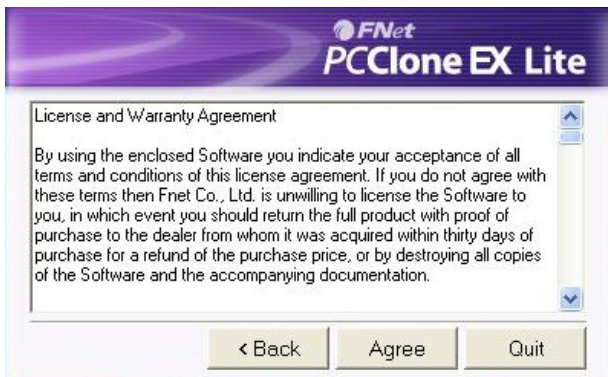 FNet
PCClone EX Lite
License and Warranty Agreement
By using the enclosed Software you indicate your acceptance of all
terms and conditions of this license agreement. If you do not agree with
these terms then Fnet Co., Ltd. is unwilling to license the Software to
you, in which event you should return the full product with proof of
purchase to the dealer from whom it was acquired within thirty days of
purchase for a refund of the purchase price, or by destroying all copies
of the Software and the accompanying documentation.
< Back
Agree
Quit